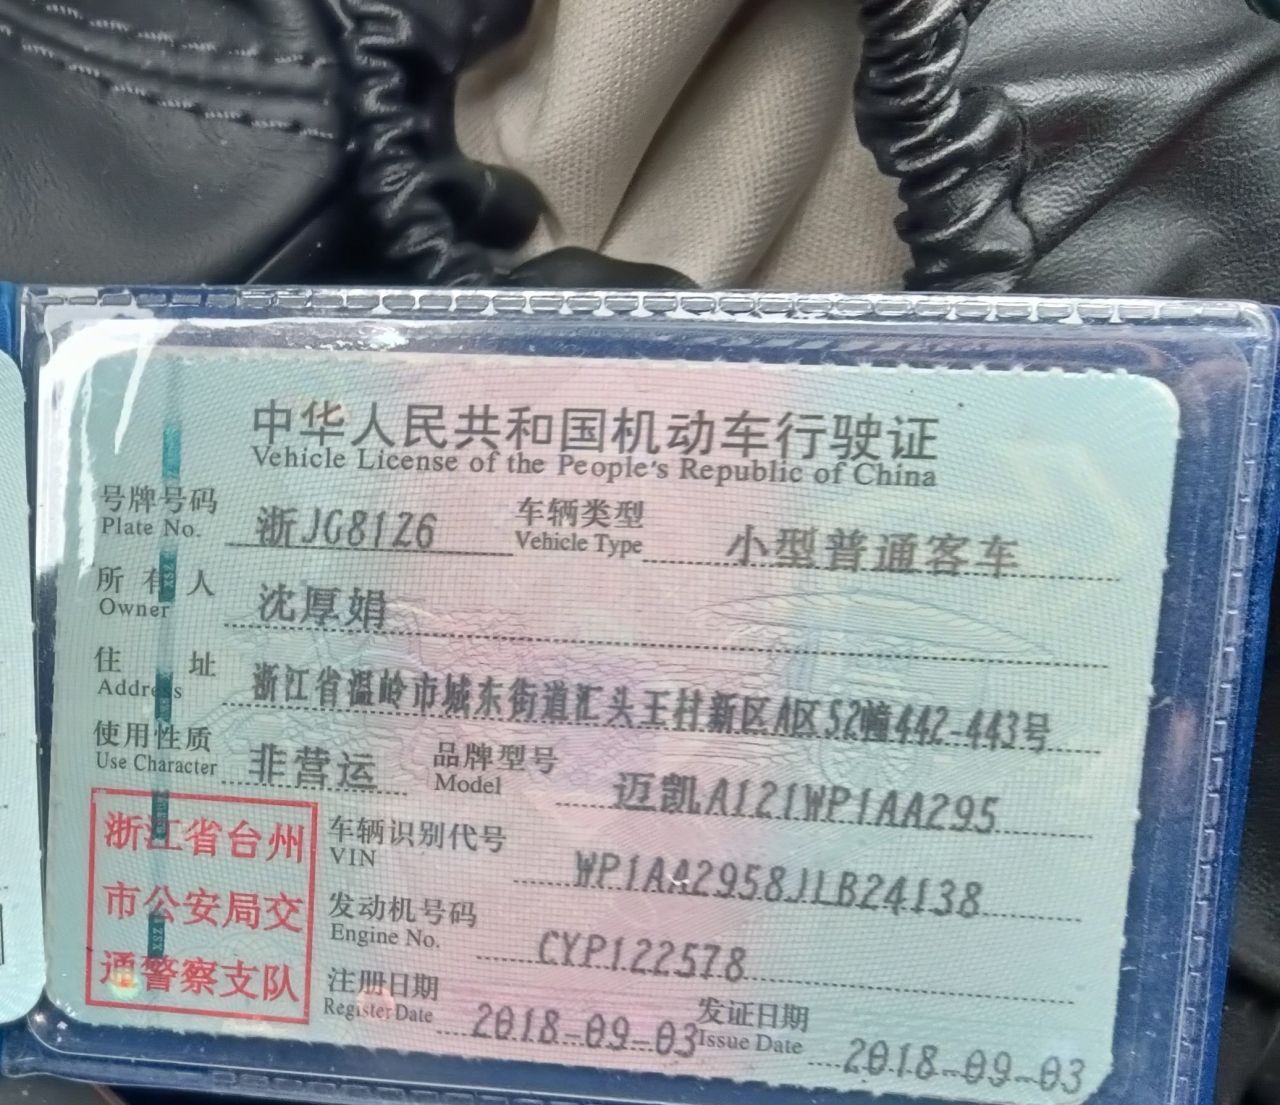 中华人民共和国机动车行驶证
Vehicle License of the People's Republic of China
号牌号码 浙JG81Z6 车辆类型 小型普通客车
Plate No. Vehicle Type
所有人 沈厚娟
Owner
住址 浙江省温岭市城东街道汇头王村新区A区52幢442-443号
Address
使用性质 非营运 品牌型号 迈凯A121WP1AA295
Use Character Model
浙江省台州
市公安局交
通警察支队
车辆识别代号 WP1AA2958JLB24138
VIN
发动机号码 CYP122578
Engine No.
注册日期 2018-09-03 发证日期 2018-09-03
Register Date Issue Date